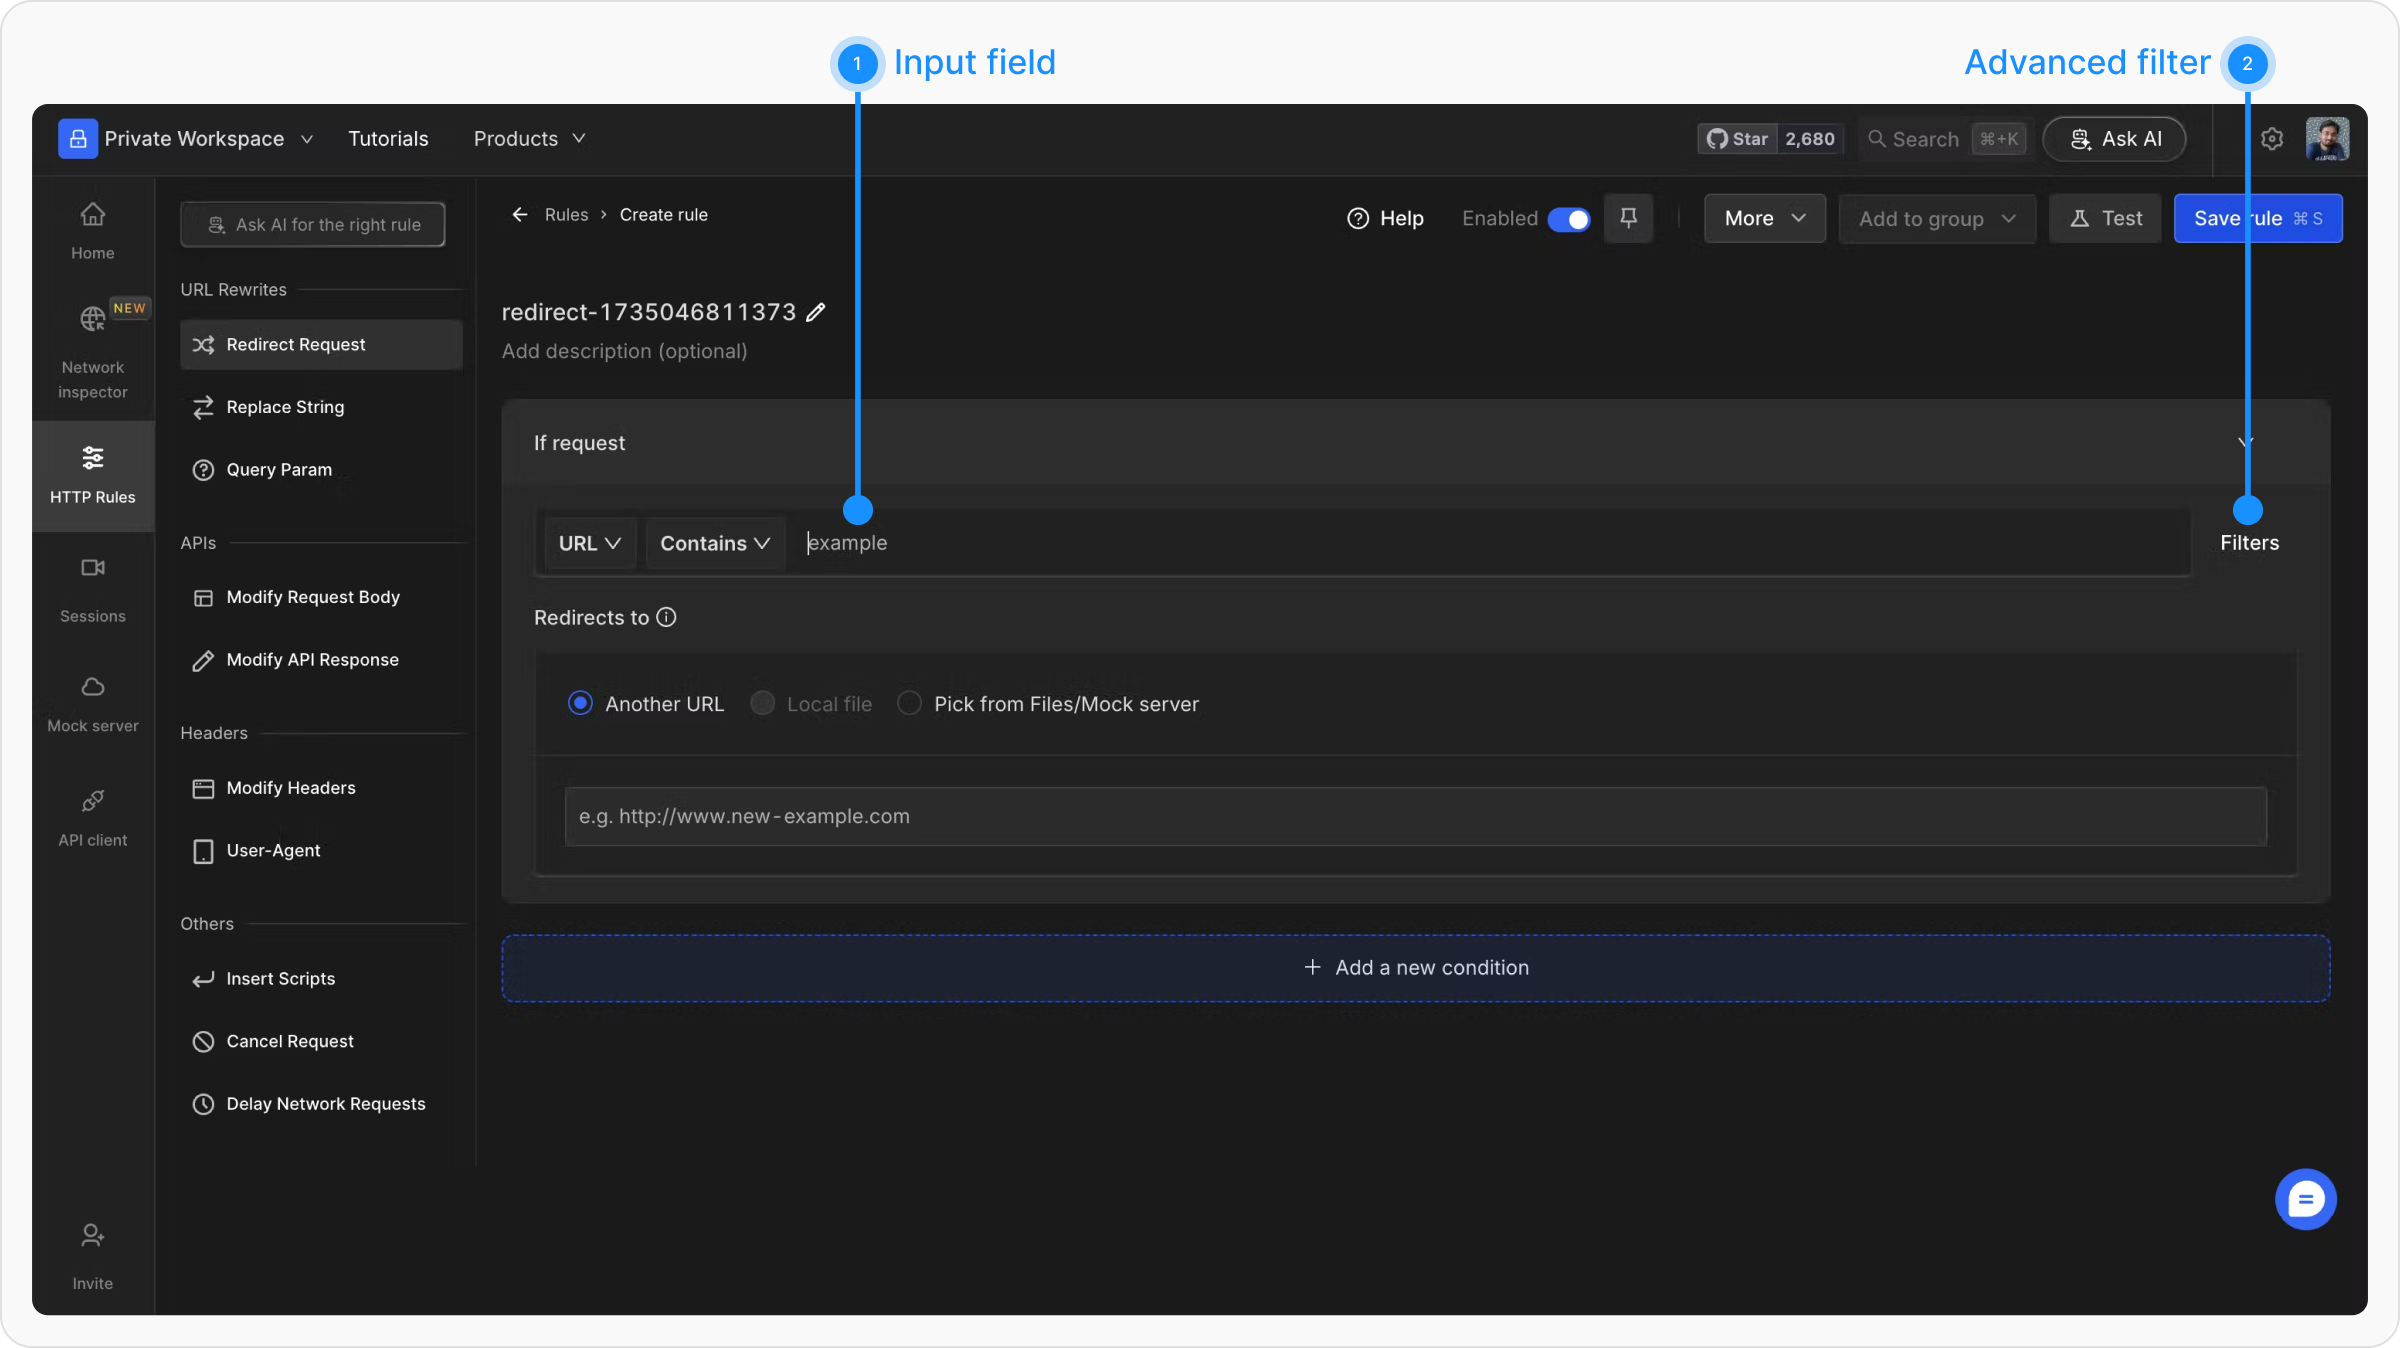 1 Input field
Advanced filter 2
Private Workspace Tutorials Products
Star 2,680 Search ⌘+K Ask AI
Home
NEW
Network
inspector
HTTP Rules
Sessions
Mock server
API client
Invite
Ask AI for the right rule
URL Rewrites
Redirect Request
Replace String
Query Param
APIs
Modify Request Body
Modify API Response
Headers
Modify Headers
User-Agent
Others
Insert Scripts
Cancel Request
Delay Network Requests
Rules > Create rule
Help Enabled More Add to group Test Save rule ⌘ S
redirect-1735046811373
Add description (optional)
If request
URL Contains example Filters
Redirects to
Another URL Local file Pick from Files/Mock server
e.g. http://www.new-example.com
+ Add a new condition